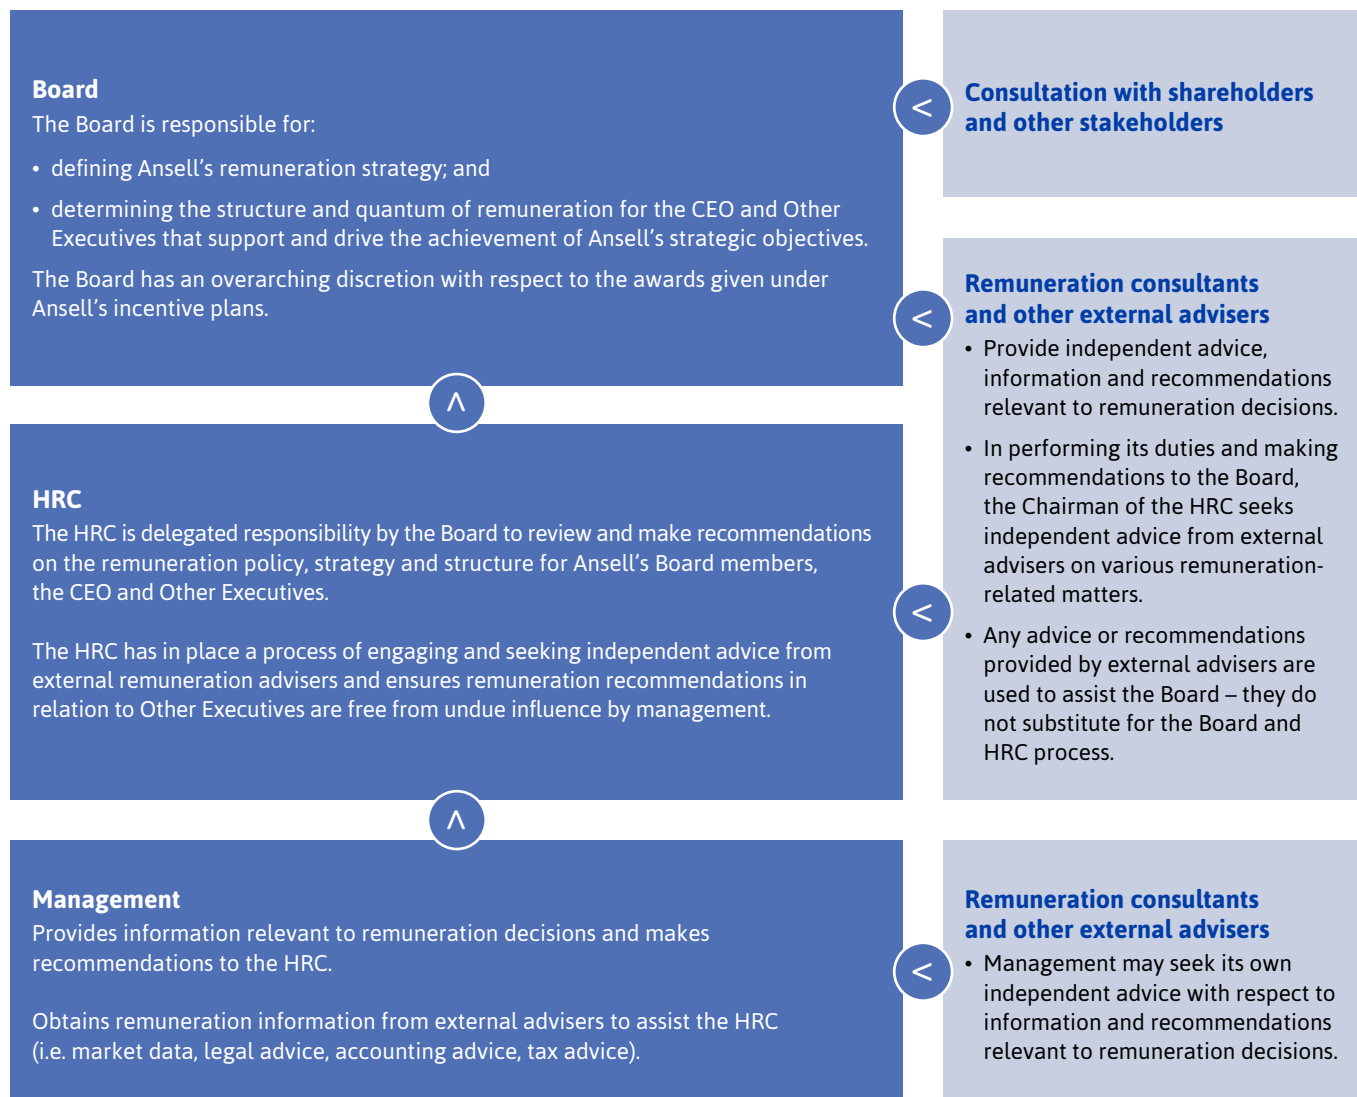 Board
The Board is responsible for:
• defining Ansell’s remuneration strategy; and
• determining the structure and quantum of remuneration for the CEO and Other
Executives that support and drive the achievement of Ansell’s strategic objectives.
The Board has an overarching discretion with respect to the awards given under
Ansell’s incentive plans.
<
Consultation with shareholders
and other stakeholders
<
Remuneration consultants
and other external advisers
• Provide independent advice,
information and recommendations
relevant to remuneration decisions.
• In performing its duties and making
recommendations to the Board,
the Chairman of the HRC seeks
independent advice from external
advisers on various remuneration-
related matters.
• Any advice or recommendations
provided by external advisers are
used to assist the Board – they do
not substitute for the Board and
HRC process.
<
HRC
The HRC is delegated responsibility by the Board to review and make recommendations
on the remuneration policy, strategy and structure for Ansell’s Board members,
the CEO and Other Executives.
The HRC has in place a process of engaging and seeking independent advice from
external remuneration advisers and ensures remuneration recommendations in
relation to Other Executives are free from undue influence by management.
<
<
Management
Provides information relevant to remuneration decisions and makes
recommendations to the HRC.
Obtains remuneration information from external advisers to assist the HRC
(i.e. market data, legal advice, accounting advice, tax advice).
<
Remuneration consultants
and other external advisers
• Management may seek its own
independent advice with respect to
information and recommendations
relevant to remuneration decisions.